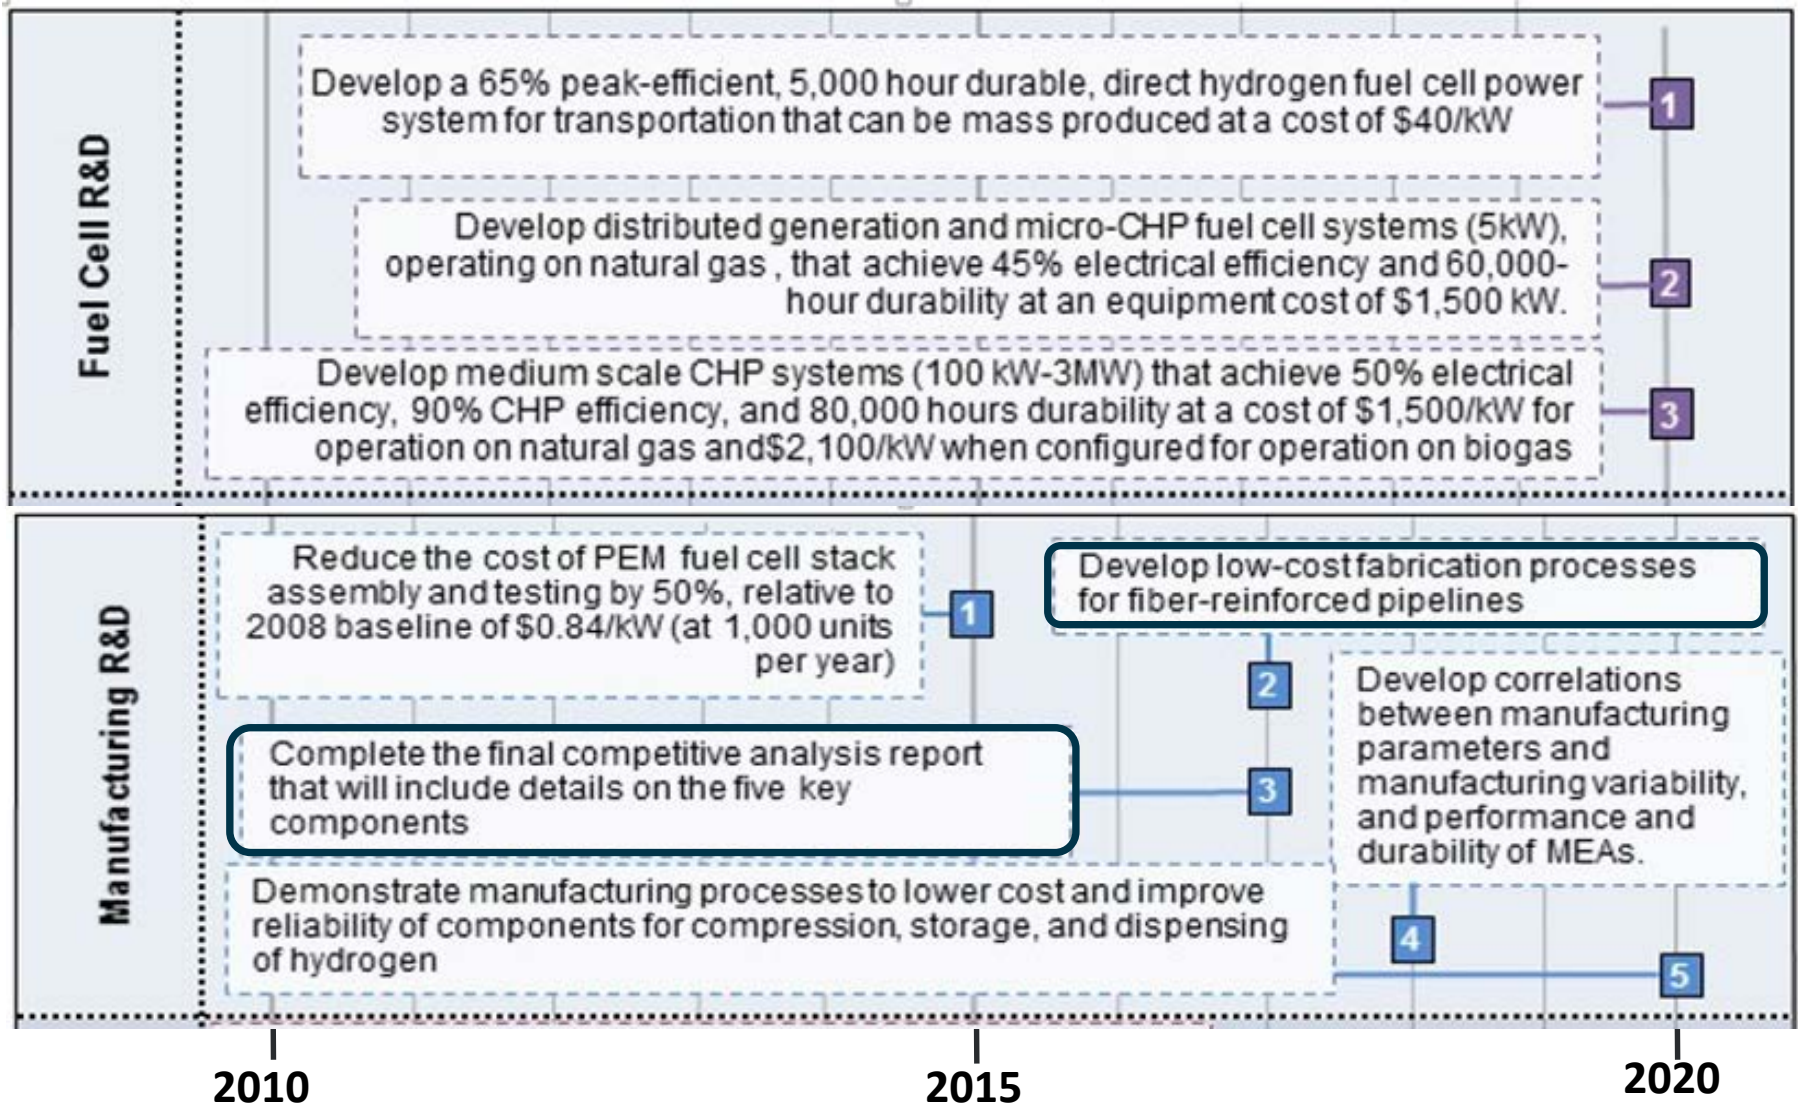 Fuel Cell R&D
Develop a 65% peak-efficient, 5,000 hour durable, direct hydrogen fuel cell power
system for transportation that can be mass produced at a cost of $40/kW
1
Develop distributed generation and micro-CHP fuel cell systems (5kW),
operating on natural gas , that achieve 45% electrical efficiency and 60,000-
hour durability at an equipment cost of $1,500 kW.
2
Develop medium scale CHP systems (100 kW-3MW) that achieve 50% electrical
efficiency, 90% CHP efficiency, and 80,000 hours durability at a cost of $1,500/kW for
operation on natural gas and$2,100/kW when configured for operation on biogas
3
Manufacturing R&D
Reduce the cost of PEM fuel cell stack
assembly and testing by 50%, relative to
2008 baseline of $0.84/kW (at 1,000 units
per year)
1
Develop low-cost fabrication processes
for fiber-reinforced pipelines
2
Complete the final competitive analysis report
that will include details on the five key
components
3
Develop correlations
between manufacturing
parameters and
manufacturing variability,
and performance and
durability of MEAs.
4
Demonstrate manufacturing processes to lower cost and improve
reliability of components for compression, storage, and dispensing
of hydrogen
5
2010
2015
2020